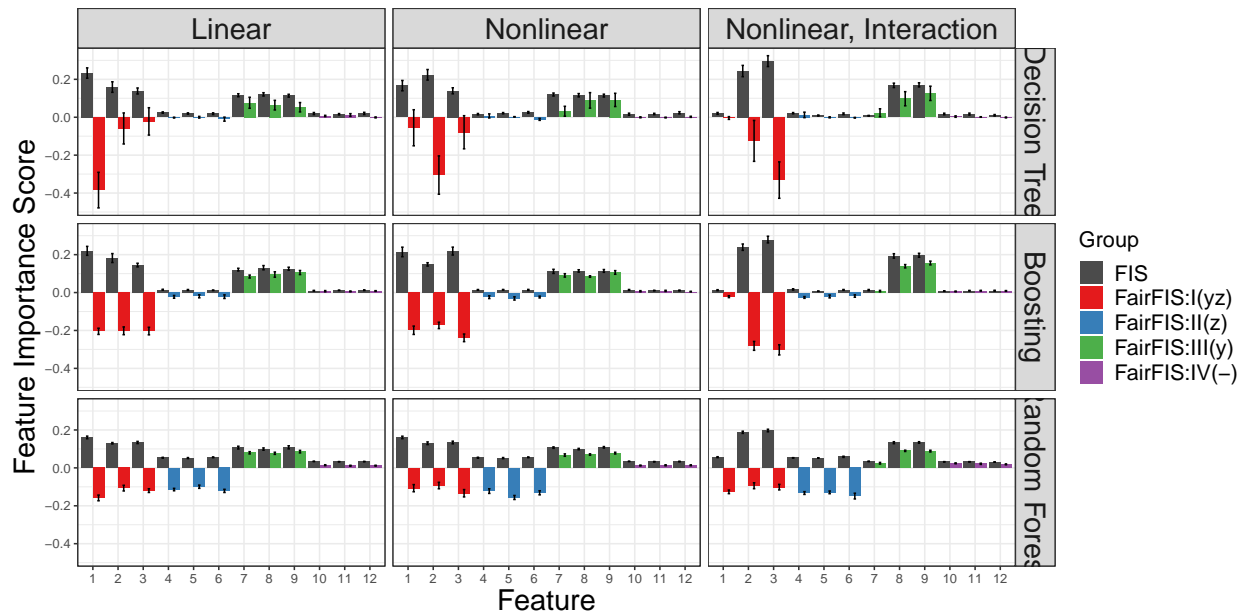 Linear
Nonlinear
Nonlinear, Interaction
Feature Importance Score
0.2
0.0
−0.2
−0.4
Decision Tree
0.2
0.0
−0.2
−0.4
Boosting
0.2
0.0
−0.2
−0.4
Random Fores
1 2 3 4 5 6 7 8 9 10 11 12
1 2 3 4 5 6 7 8 9 10 11 12
1 2 3 4 5 6 7 8 9 10 11 12
Feature
Group
FIS
FairFIS:I(yz)
FairFIS:II(z)
FairFIS:III(y)
FairFIS:IV(−)